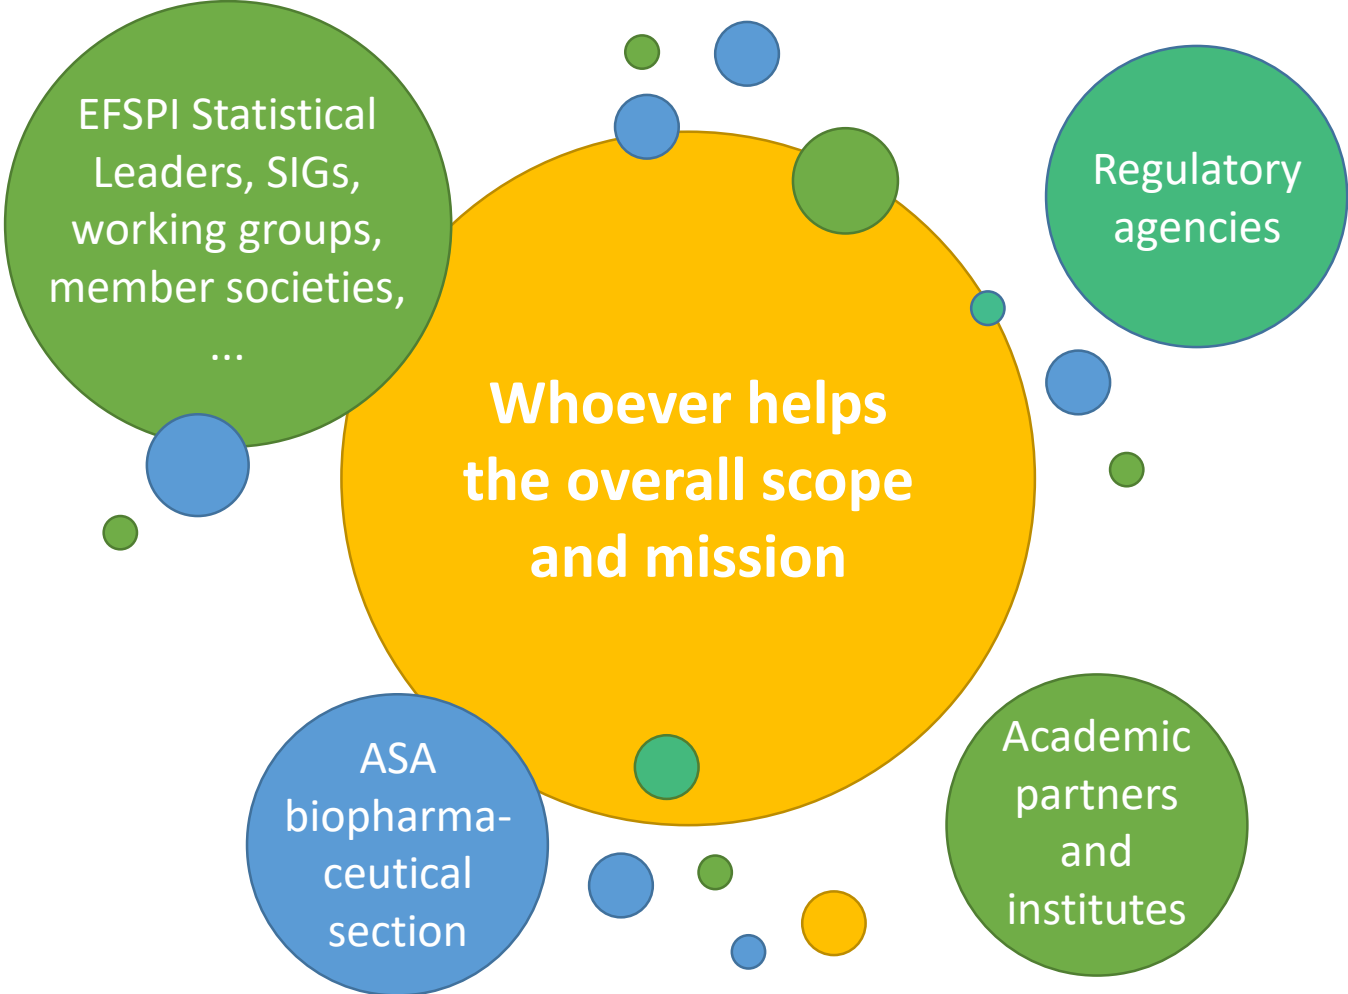 EFSPI Statistical
Leaders, SIGs,
working groups,
member societies,
...
Regulatory
agencies
Whoever helps
the overall scope
and mission
ASA
biopharma-
ceutical
section
Academic
partners
and
institutes